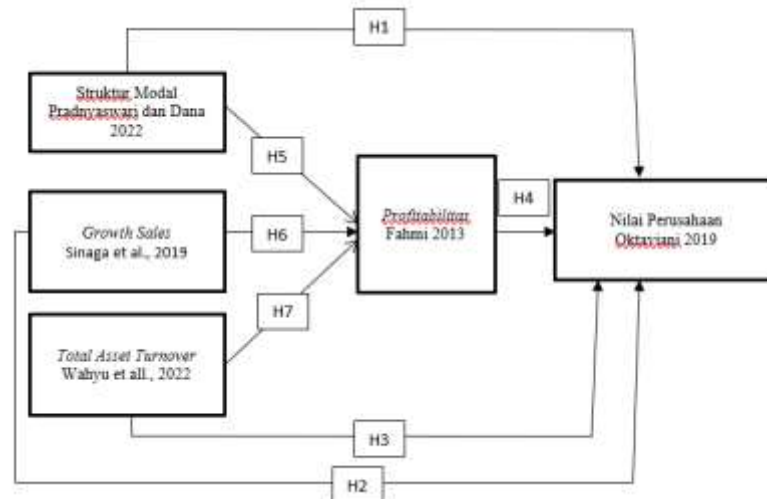 H1
Struktur Modal
Pradnyaswari dan Dana
2022
H5
Growth Sales
Sinaga et al., 2019
H6
Profitabilitas
Fahmi 2013
H4
Nilai Perusahaan
Oktaviani 2019
H7
Total Asset Turnover
Wahyu et all., 2022
H3
H2